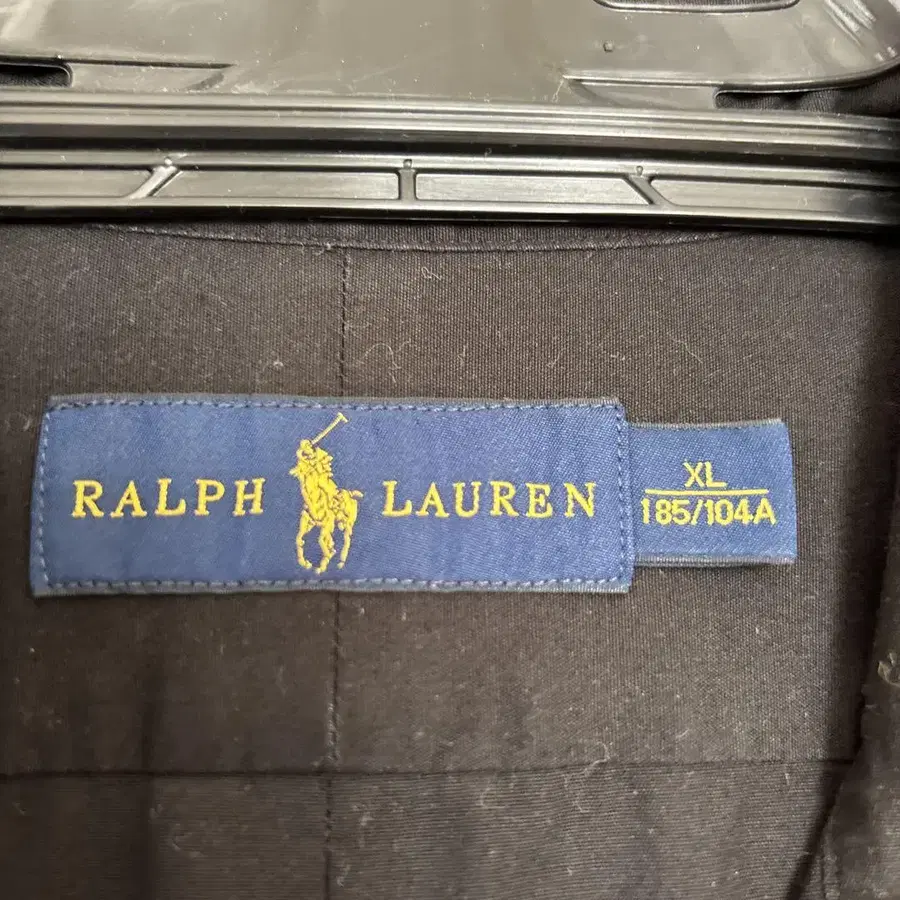 RALPH LAUREN
XL
185/104A